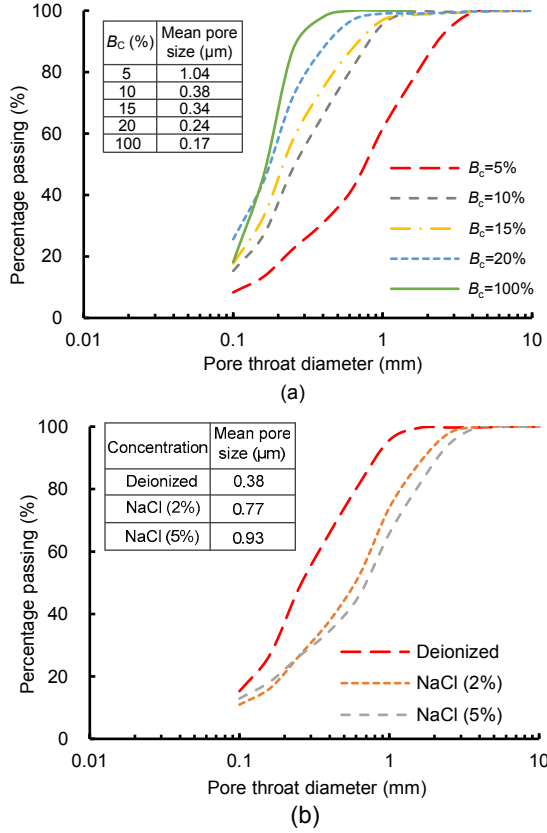 100
80
60
40
20
0
Percentage passing (%)
B_C (%) Mean pore size (μm)
5 1.04
10 0.38
15 0.34
20 0.24
100 0.17
B_c=5%
B_c=10%
B_c=15%
B_c=20%
B_c=100%
0.01 0.1 1 10
Pore throat diameter (mm)
(a)
100
80
60
40
20
0
Percentage passing (%)
Concentration Mean pore size (μm)
Deionized 0.38
NaCl (2%) 0.77
NaCl (5%) 0.93
Deionized
NaCl (2%)
NaCl (5%)
0.01 0.1 1 10
Pore throat diameter (mm)
(b)